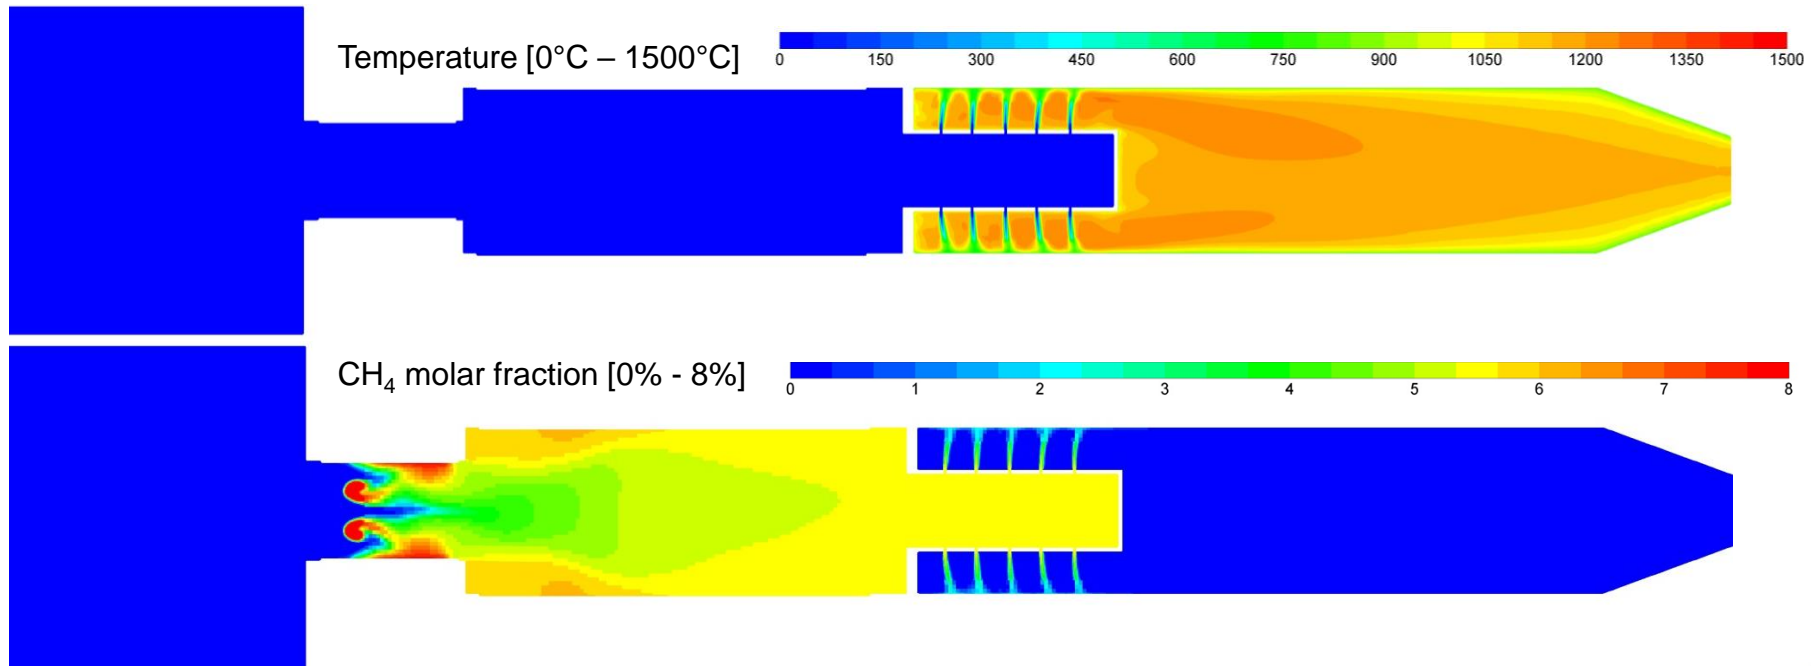 Temperature [0°C – 1500°C]
0 150 300 450 600 750 900 1050 1200 1350 1500
CH₄ molar fraction [0% - 8%]
0 1 2 3 4 5 6 7 8